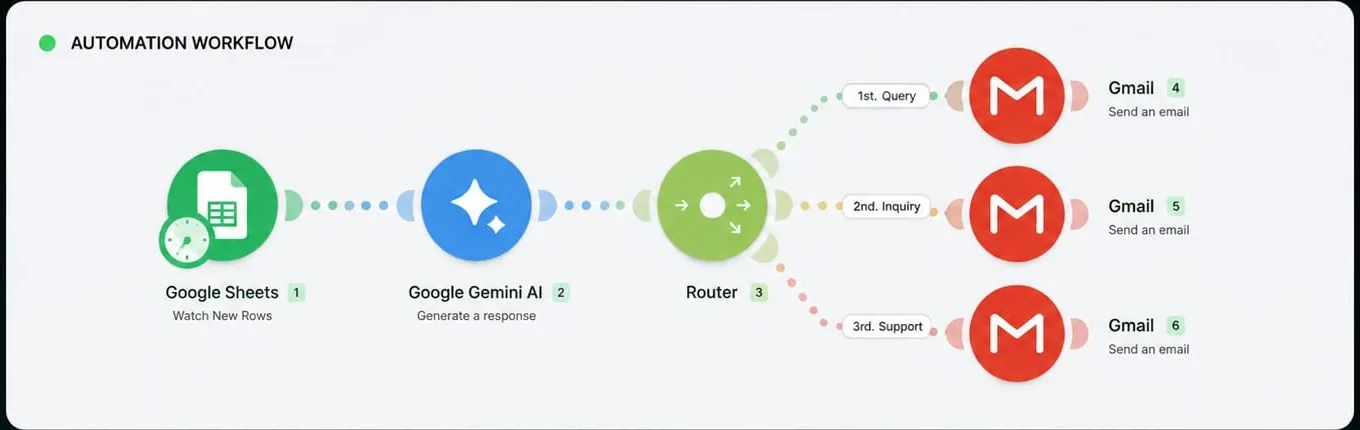 AUTOMATION WORKFLOW
Google Sheets 1
Watch New Rows
Google Gemini AI 2
Generate a response
Router 3
1st. Query
Gmail 4
Send an email
2nd. Inquiry
Gmail 5
Send an email
3rd. Support
Gmail 6
Send an email